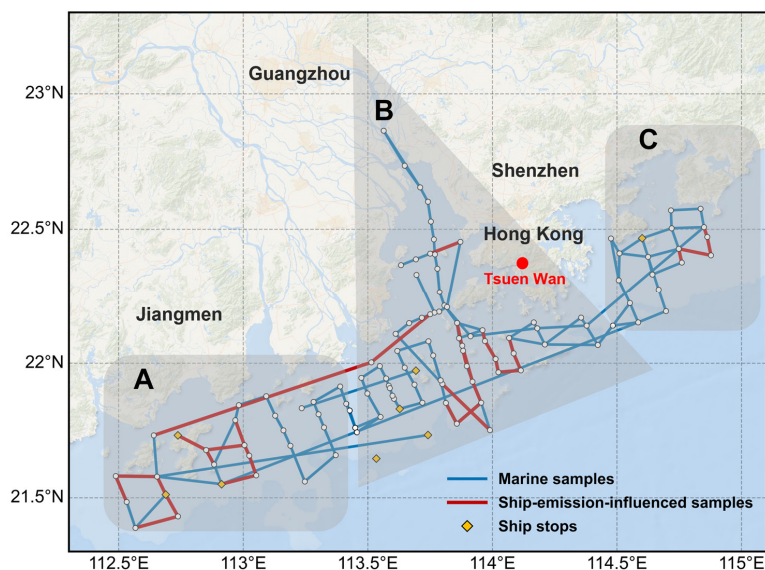 23°N
22.5°N
22°N
21.5°N
Guangzhou
B
Shenzhen
C
Hong Kong
Tsuen Wan
Jiangmen
A
Marine samples
Ship-emission-influenced samples
Ship stops
112.5°E
113°E
113.5°E
114°E
114.5°E
115°E